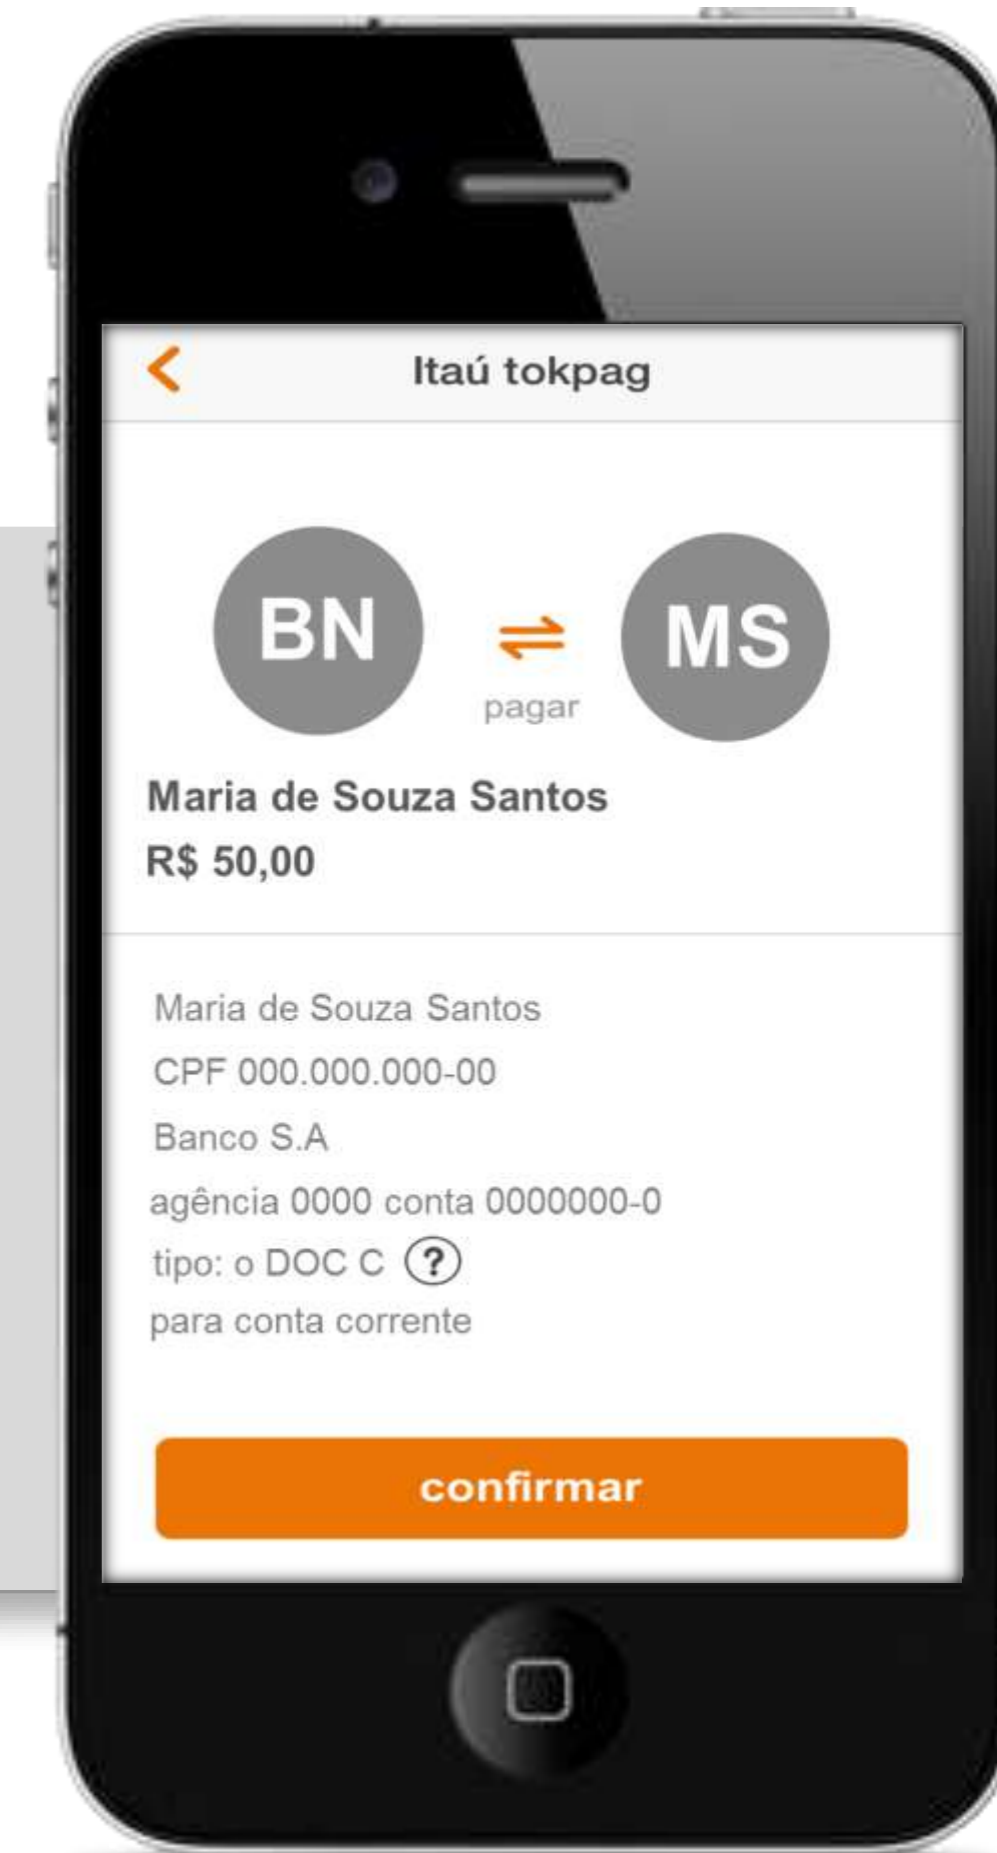 Itaú tokpag
BN
MS
pagar
Maria de Souza Santos
R$ 50,00
Maria de Souza Santos
CPF 000.000.000-00
Banco S.A
agência 0000 conta 0000000-0
tipo: o DOC C ?
para conta corrente
confirmar